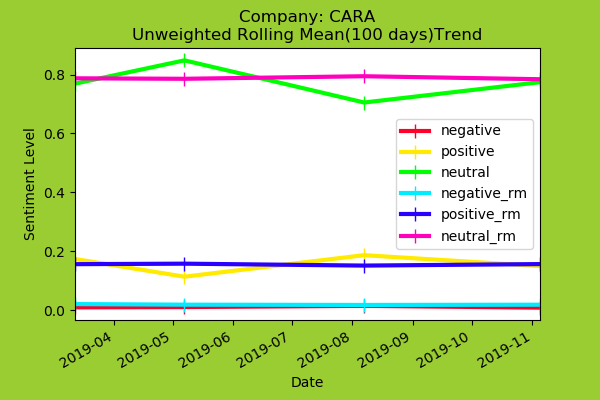 Company: CARA
Unweighted Rolling Mean(100 days)Trend
Sentiment Level
0.8
0.6
0.4
0.2
0.0
negative
positive
neutral
negative_rm
positive_rm
neutral_rm
2019-04
2019-05
2019-06
2019-07
2019-08
2019-09
2019-10
2019-11
Date